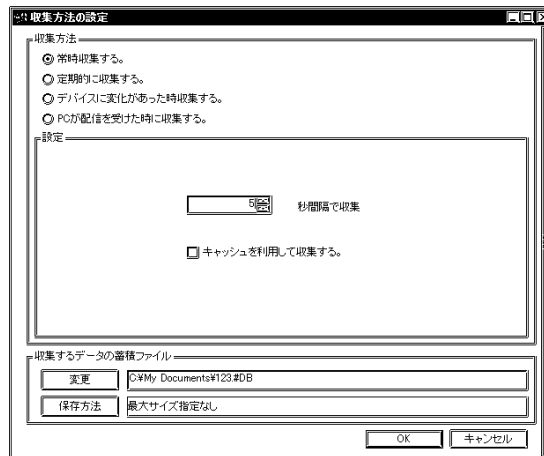 収集方法の設定
収集方法
常時収集する。
定期的に収集する。
デバイスに変化があった時収集する。
PCが配信を受けた時に収集する。
設定
5 秒間隔で収集
キャッシュを利用して収集する。
収集するデータの蓄積ファイル
変更 C:¥My Documents¥123.#DB
保存方法 最大サイズ指定なし
OK キャンセル